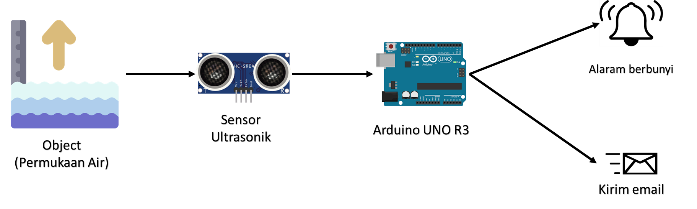 Object
(Permukaan Air)
HC-SR04
Sensor
Ultrasonik
UNO
Arduino UNO R3
Alaram berbunyi
Kirim email